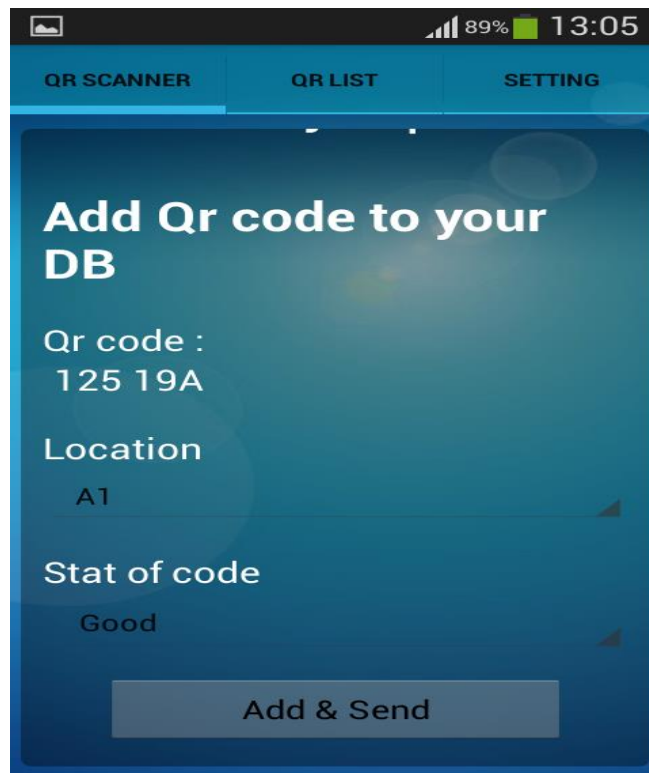 89% 13:05
QR SCANNER QR LIST SETTING
Add Qr code to your
DB
Qr code :
125 19A
Location
A1
Stat of code
Good
Add & Send